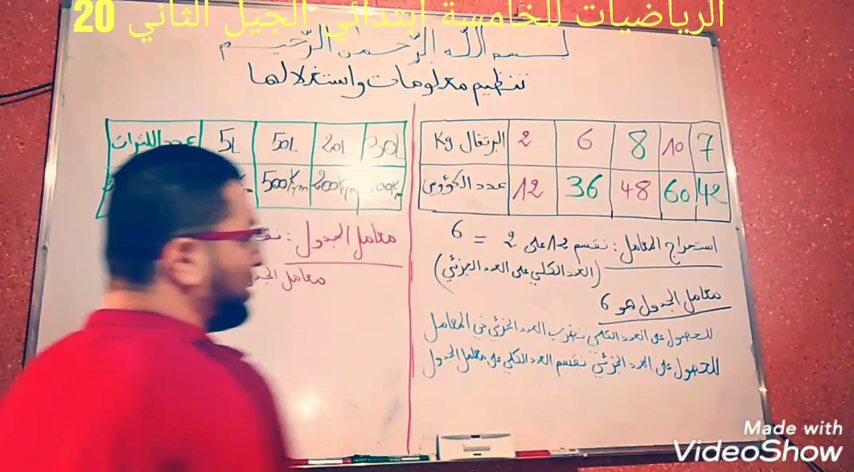 الرياضيات للخامسة ابتدائي الجيل الثاني 20
بسم الله الرحمن الرحيم
تنظيم معلومات واستغلالها
البرتقال Kg 2 6 8 10 7
عدد الكؤوس 12 36 48 60 42
استخراج المعامل : نقسم 12 على 2 = 6
(العدد الكلي على العدد الجزئي)
معامل الجدول هو 6
للحصول على العدد الكلي نضرب العدد الجزئي في المعامل
للحصول على العدد الجزئي نقسم العدد الكلي على معامل الجدول
عدد اللترات 5L 50L 20L
500Km 200Km
معامل الجدول :
معامل
Made with
VideoShow